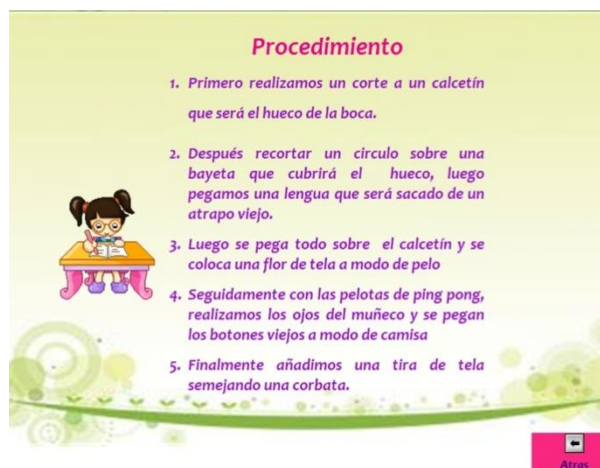 Procedimiento
1. Primero realizamos un corte a un calcetín
que será el hueco de la boca.
2. Después recortar un circulo sobre una
bayeta que cubrirá el hueco, luego
pegamos una lengua que será sacado de un
atrapo viejo.
3. Luego se pega todo sobre el calcetín y se
coloca una flor de tela a modo de pelo
4. Seguidamente con las pelotas de ping pong,
realizamos los ojos del muñeco y se pegan
los botones viejos a modo de camisa
5. Finalmente añadimos una tira de tela
semejando una corbata.
Atras